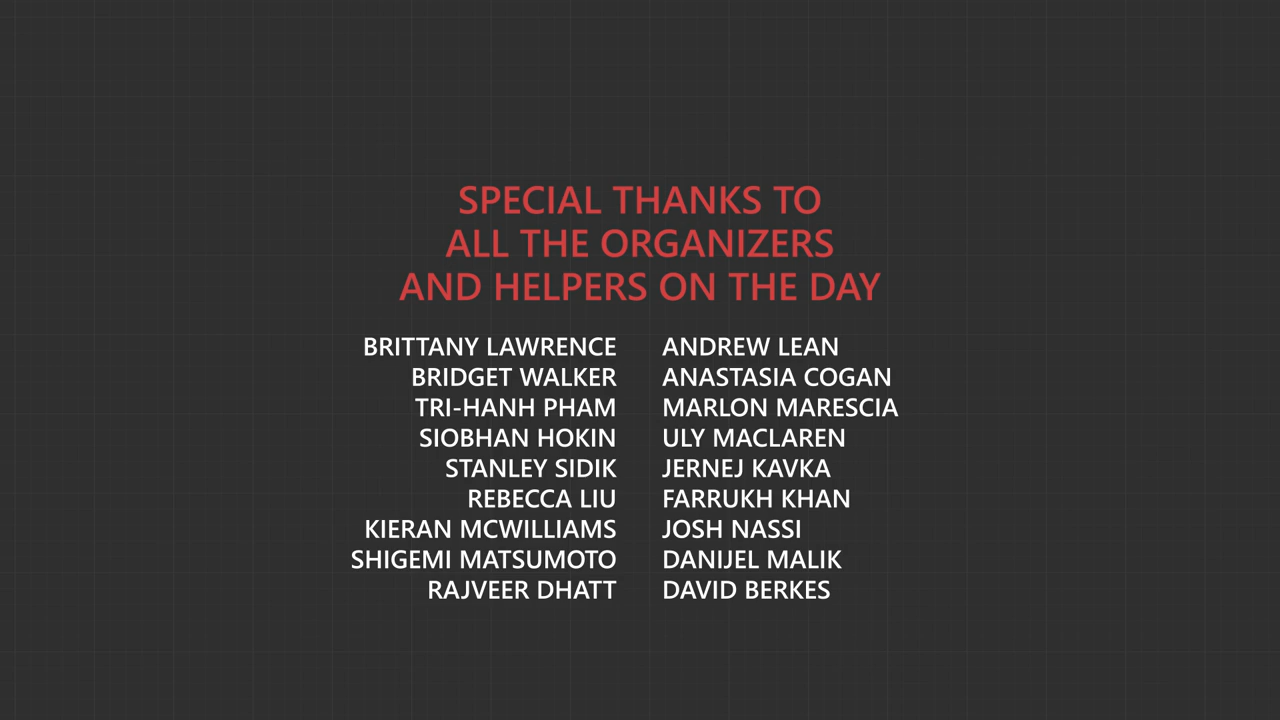 SPECIAL THANKS TO
ALL THE ORGANIZERS
AND HELPERS ON THE DAY
BRITTANY LAWRENCE
BRIDGET WALKER
TRI-HANH PHAM
SIOBHAN HOKIN
STANLEY SIDIK
REBECCA LIU
KIERAN MCWILLIAMS
SHIGEMI MATSUMOTO
RAJVEER DHATT
ANDREW LEAN
ANASTASIA COGAN
MARLON MARESCIA
ULY MACLAREN
JERNEJ KAVKA
FARRUKH KHAN
JOSH NASSI
DANIJEL MALIK
DAVID BERKES